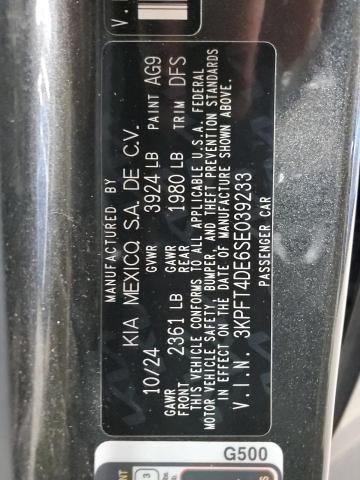 MANUFACTURED BY
KIA MEXICO, S.A. DE C.V.
10/24 GVWR 3924 LB PAINT AG9
GAWR FRONT 2361 LB GAWR REAR 1980 LB TRIM DFS
THIS VEHICLE CONFORMS TO ALL APPLICABLE U.S.A. FEDERAL
MOTOR VEHICLE SAFETY, BUMPER, AND THEFT PREVENTION STANDARDS
IN EFFECT ON THE DATE OF MANUFACTURE SHOWN ABOVE.
V.I.N. 3KPFT4DE6SE039233
PASSENGER CAR
G500
V.
3